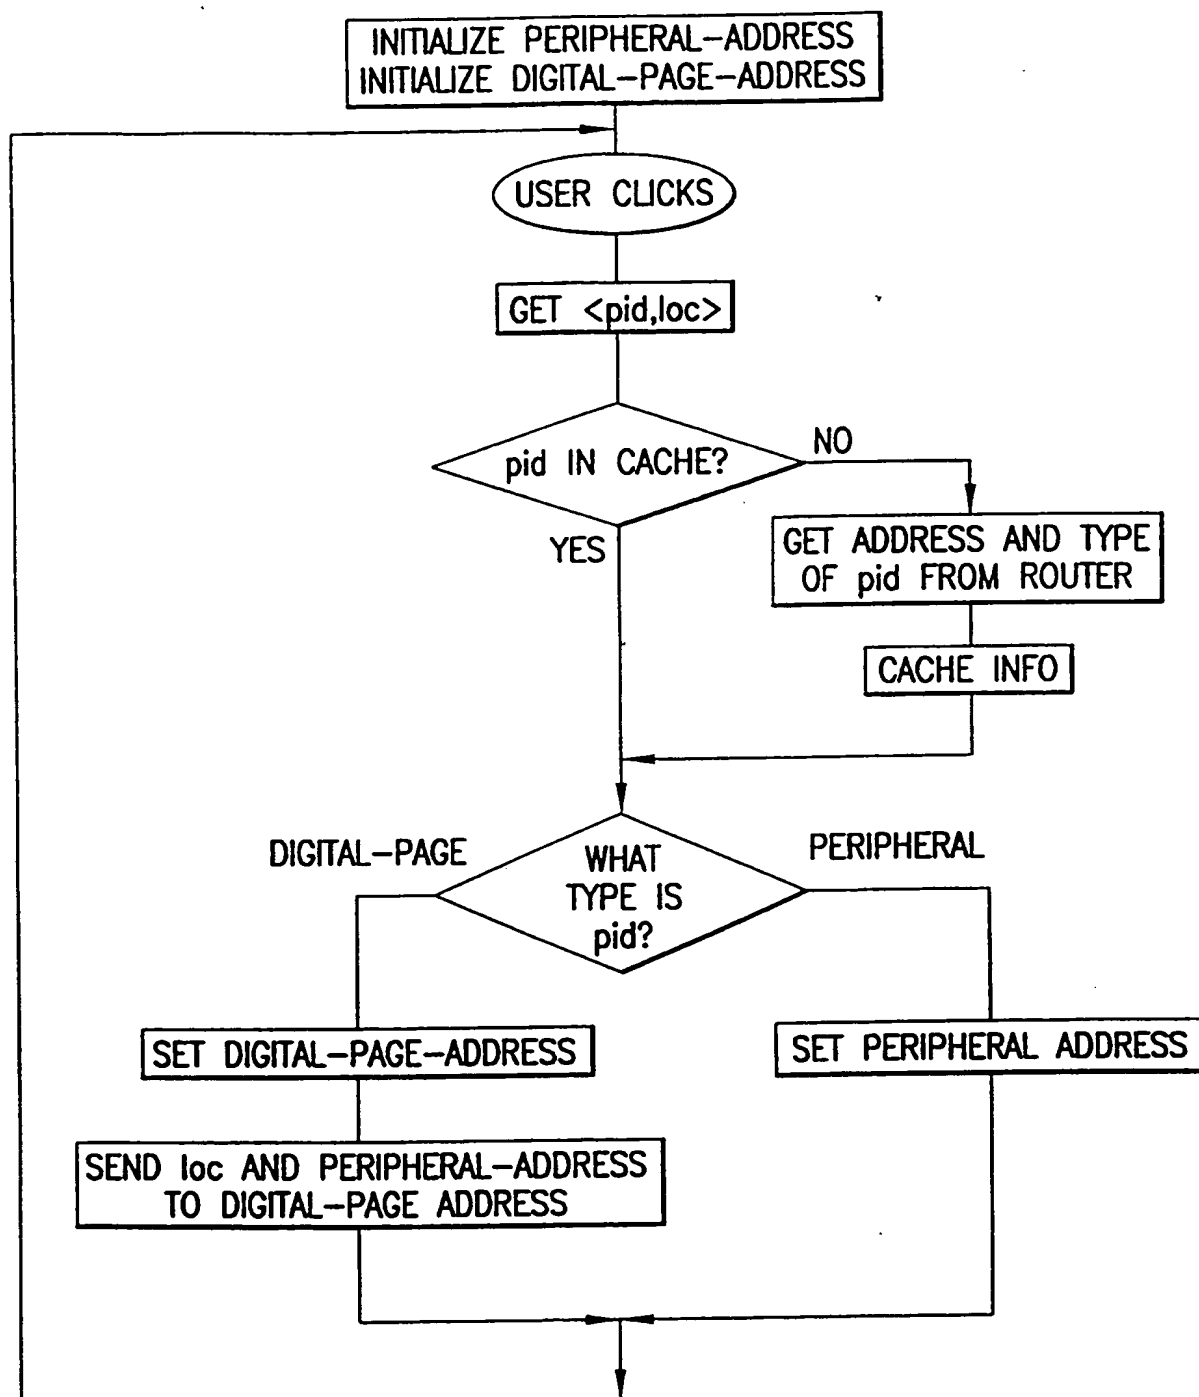 INITIALIZE PERIPHERAL-ADDRESS
INITIALIZE DIGITAL-PAGE-ADDRESS
USER CLICKS
GET <pid,loc>
pid IN CACHE?
NO
YES
GET ADDRESS AND TYPE
OF pid FROM ROUTER
CACHE INFO
DIGITAL-PAGE
WHAT
TYPE IS
pid?
PERIPHERAL
SET DIGITAL-PAGE-ADDRESS
SET PERIPHERAL ADDRESS
SEND loc AND PERIPHERAL-ADDRESS
TO DIGITAL-PAGE ADDRESS